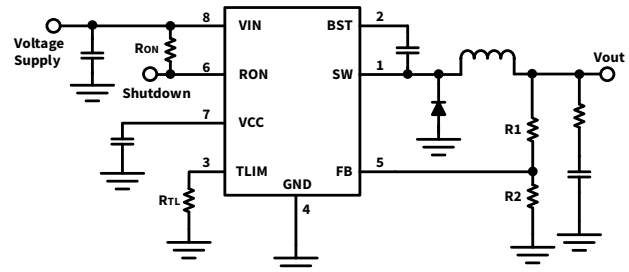 8
VIN
BST
2
Voltage
Supply
RON
Vout
6
RON
SW
1
Shutdown
7
VCC
R1
3
TLIM
FB
5
GND
RTL
R2
4